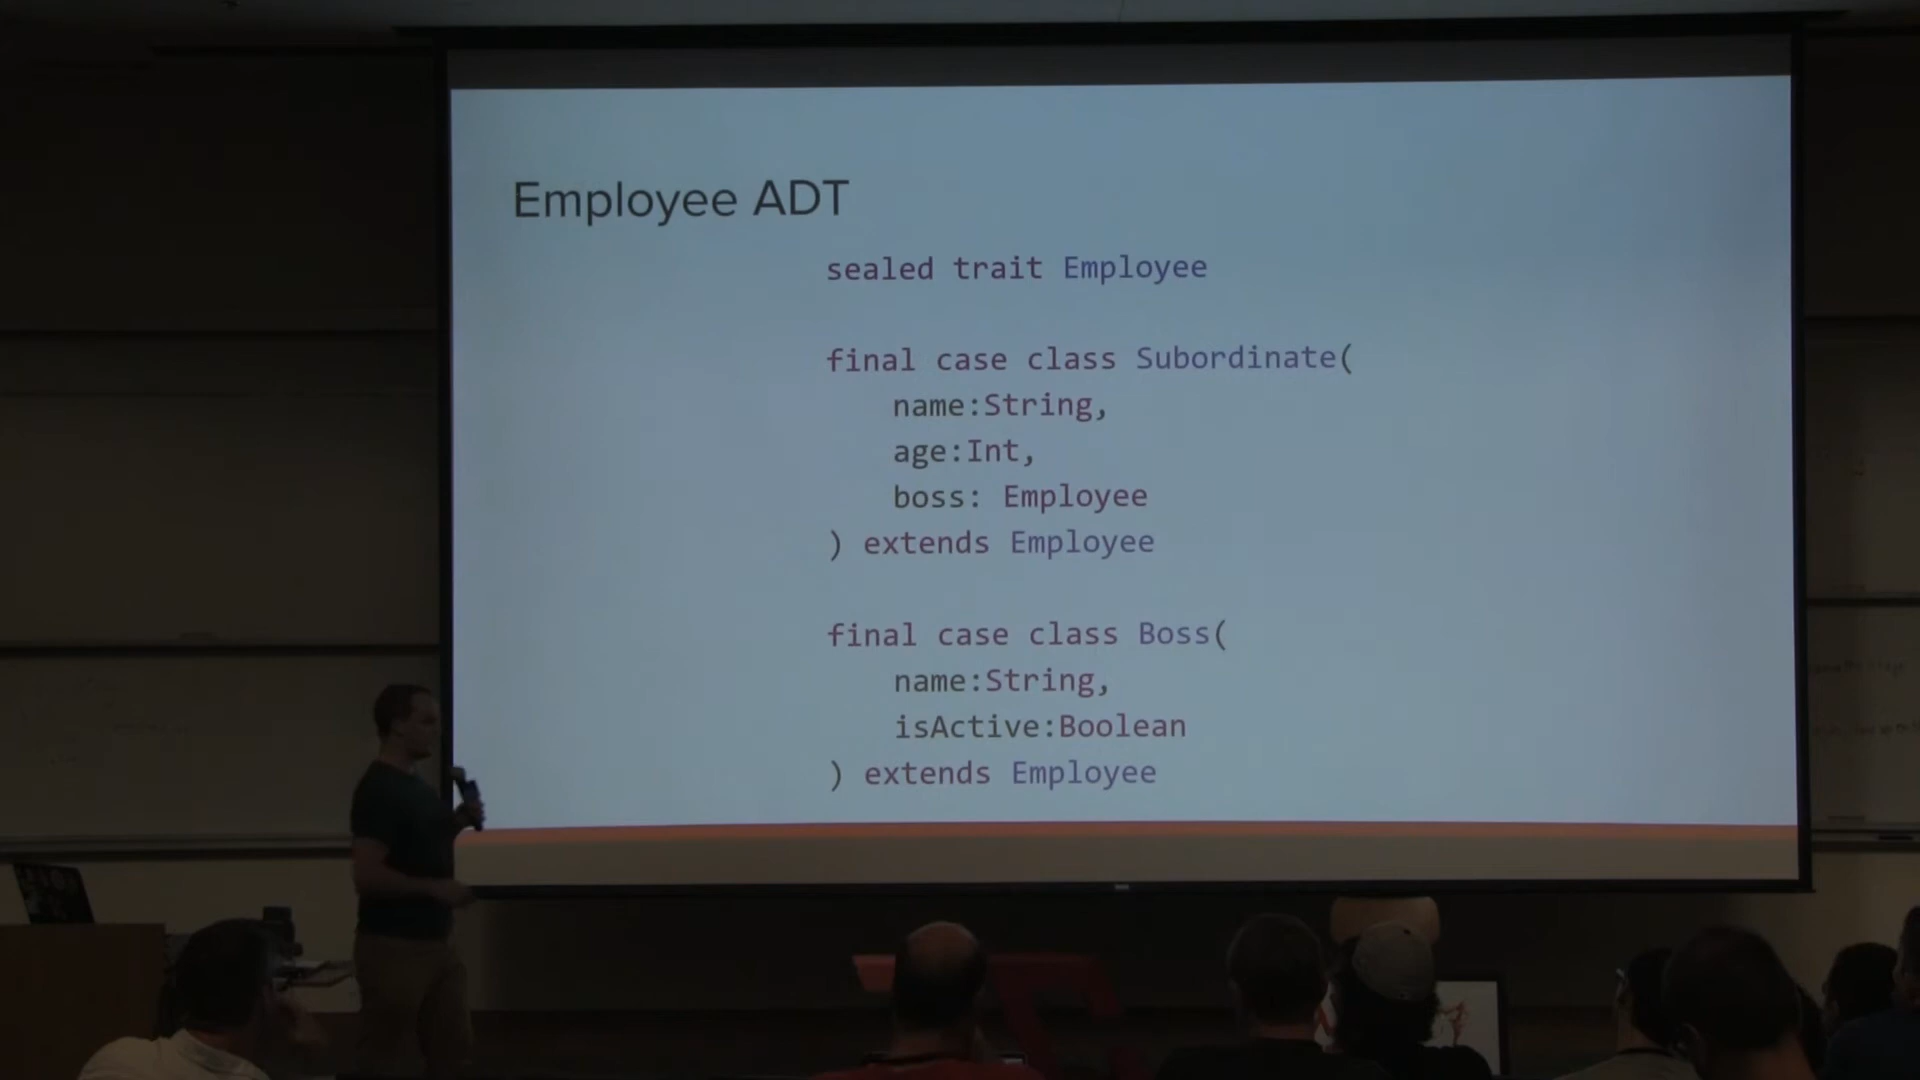 Employee ADT
sealed trait Employee
final case class Subordinate(
name:String,
age:Int,
boss: Employee
) extends Employee
final case class Boss(
name:String,
isActive:Boolean
) extends Employee